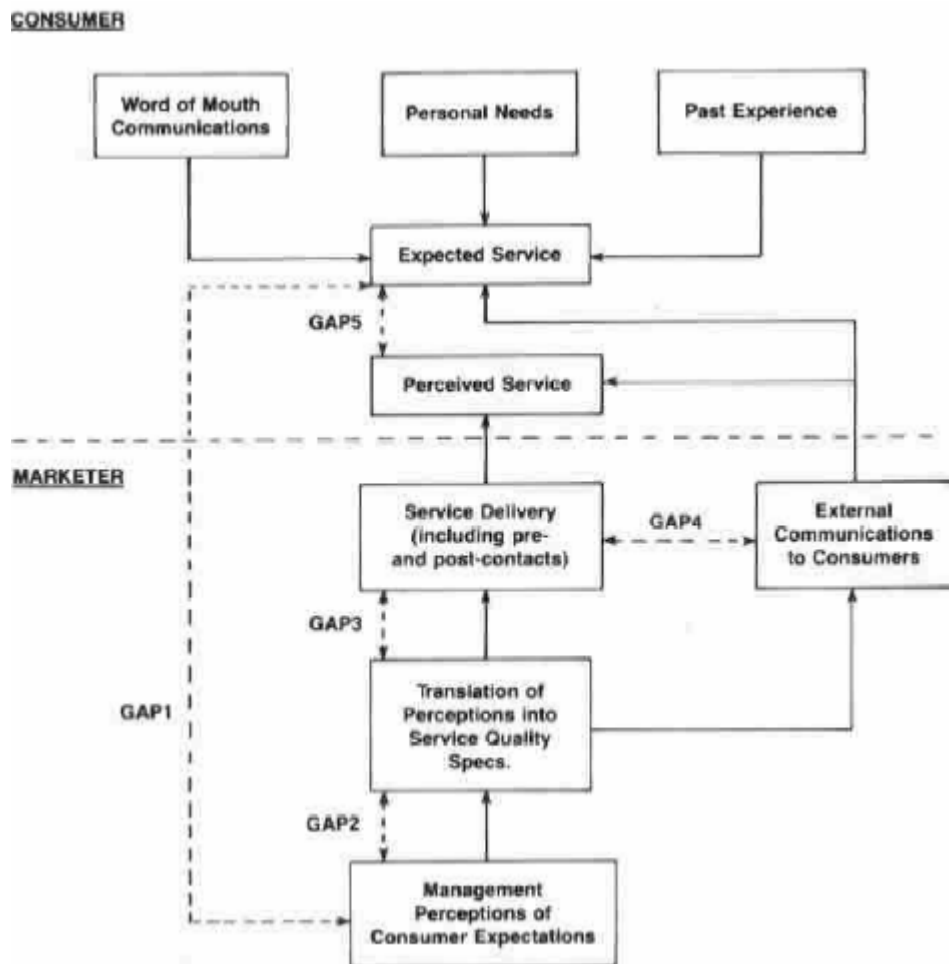 CONSUMER
Word of Mouth
Communications
Personal Needs
Past Experience
Expected Service
GAP5
Perceived Service
MARKETER
Service Delivery
(including pre-
and post-contacts)
GAP4
External
Communications
to Consumers
GAP3
Translation of
Perceptions into
Service Quality
Specs.
GAP1
GAP2
Management
Perceptions of
Consumer Expectations